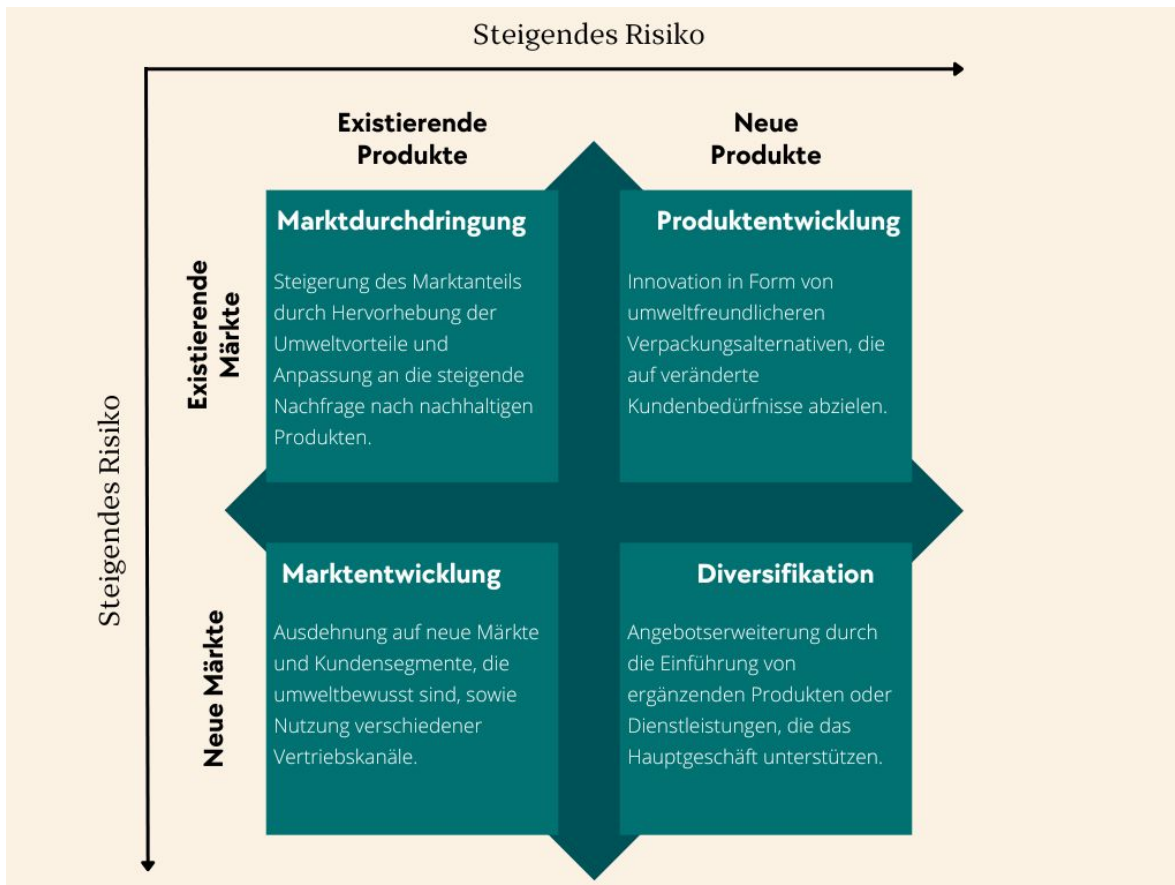 Steigendes Risiko
Existierende
Produkte
Neue
Produkte
Steigendes Risiko
Existierende
Märkte
Marktdurchdringung
Steigerung des Marktanteils
durch Hervorhebung der
Umweltvorteile und
Anpassung an die steigende
Nachfrage nach nachhaltigen
Produkten.
Produktentwicklung
Innovation in Form von
umweltfreundlicheren
Verpackungsalternativen, die
auf veränderte
Kundenbedürfnisse abzielen.
Neue Märkte
Marktentwicklung
Ausdehnung auf neue Märkte
und Kundensegmente, die
umweltbewusst sind, sowie
Nutzung verschiedener
Vertriebskanäle.
Diversifikation
Angebotserweiterung durch
die Einführung von
ergänzenden Produkten oder
Dienstleistungen, die das
Hauptgeschäft unterstützen.